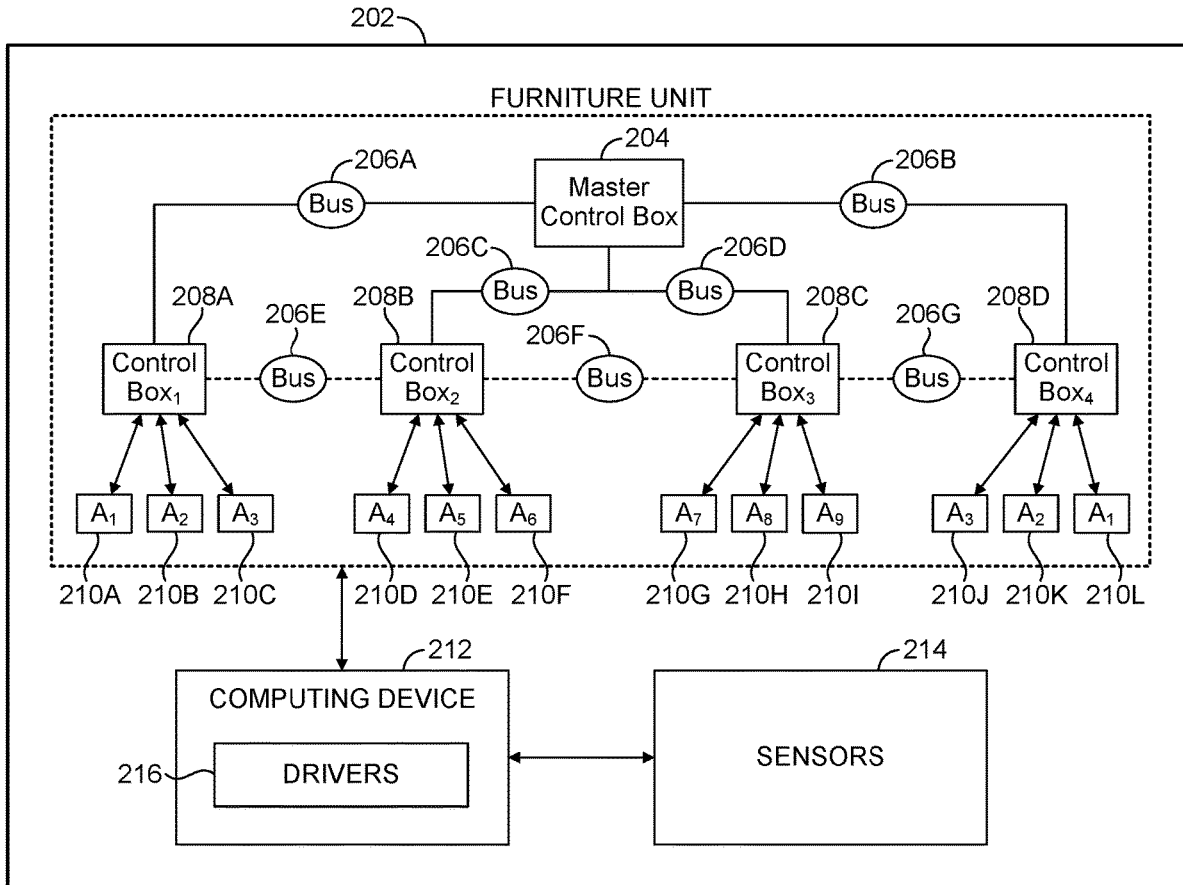 202
FURNITURE UNIT
204
206A
206B
Master
Control Box
Bus
Bus
206C
206D
Bus
Bus
208A
206E
208B
206F
208C
206G
208D
Control
Box₁
Bus
Control
Box₂
Bus
Control
Box₃
Bus
Control
Box₄
A₁
A₂
A₃
A₄
A₅
A₆
A₇
A₈
A₉
A₃
A₂
A₁
210A
210B
210C
210D
210E
210F
210G
210H
210I
210J
210K
210L
212
214
COMPUTING DEVICE
216
DRIVERS
SENSORS